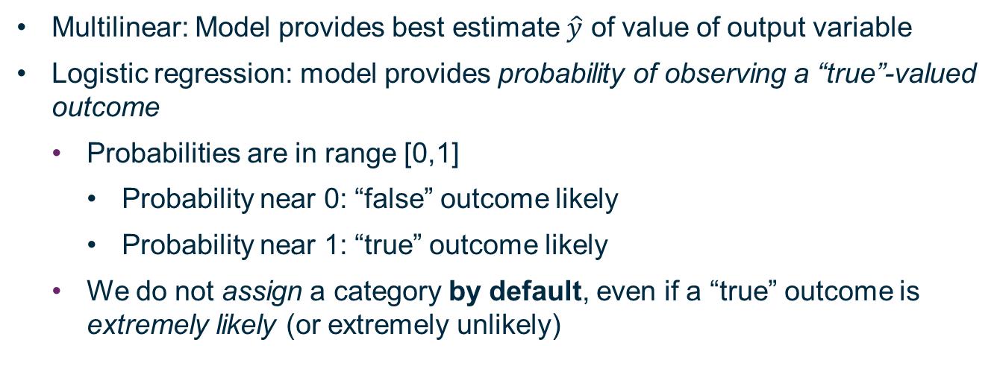 • Multilinear: Model provides best estimate ŷ of value of output variable
• Logistic regression: model provides probability of observing a “true”-valued
outcome
• Probabilities are in range [0,1]
• Probability near 0: “false” outcome likely
• Probability near 1: “true” outcome likely
• We do not assign a category by default, even if a “true” outcome is
extremely likely (or extremely unlikely)